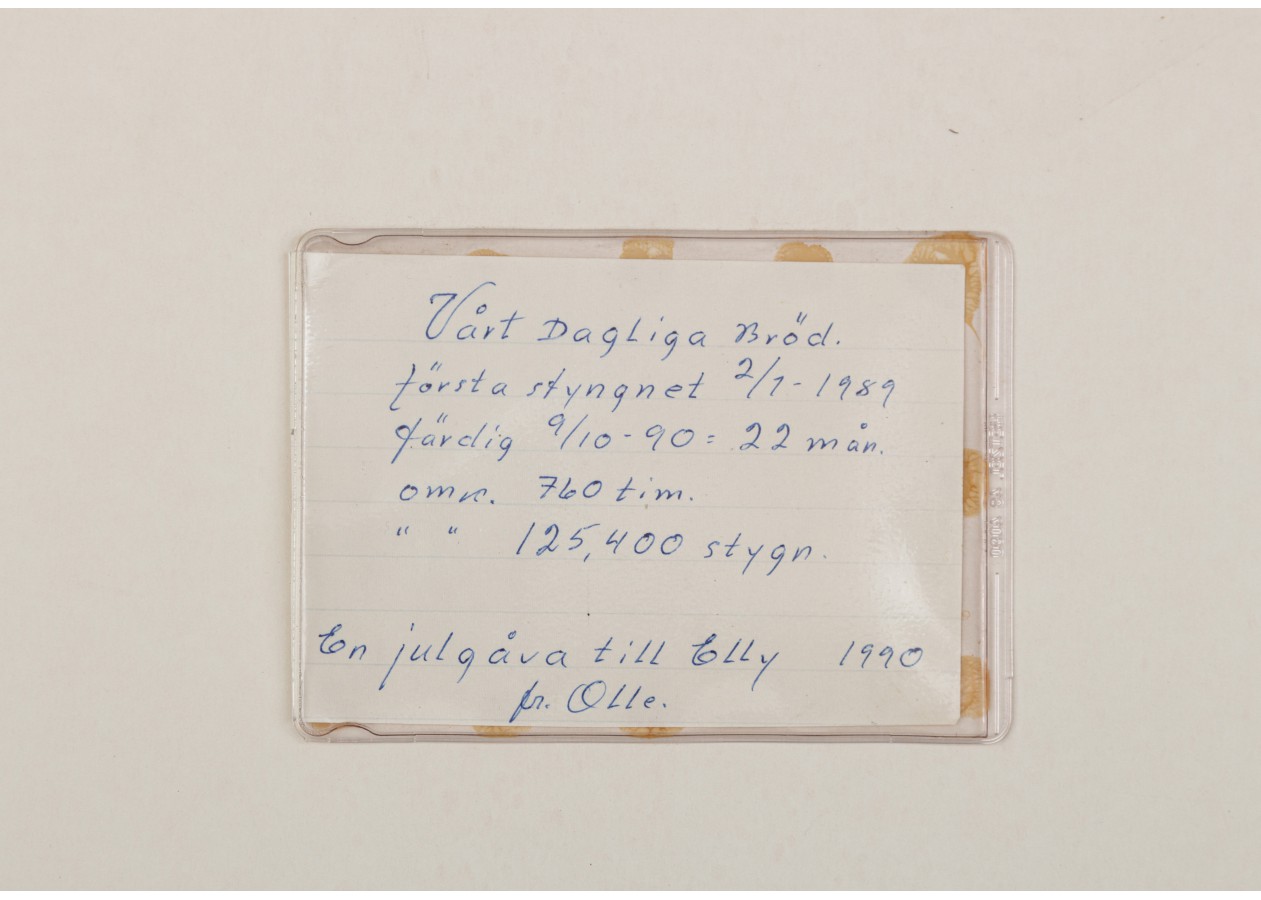 Vårt Dagliga Bröd.
första styngnet 2/1 - 1989
färdig 9/10 - 90 = 22 mån.
omkr. 760 tim.
" " 125,400 stygn.
En julgåva till Elly 1990
fr. Olle.